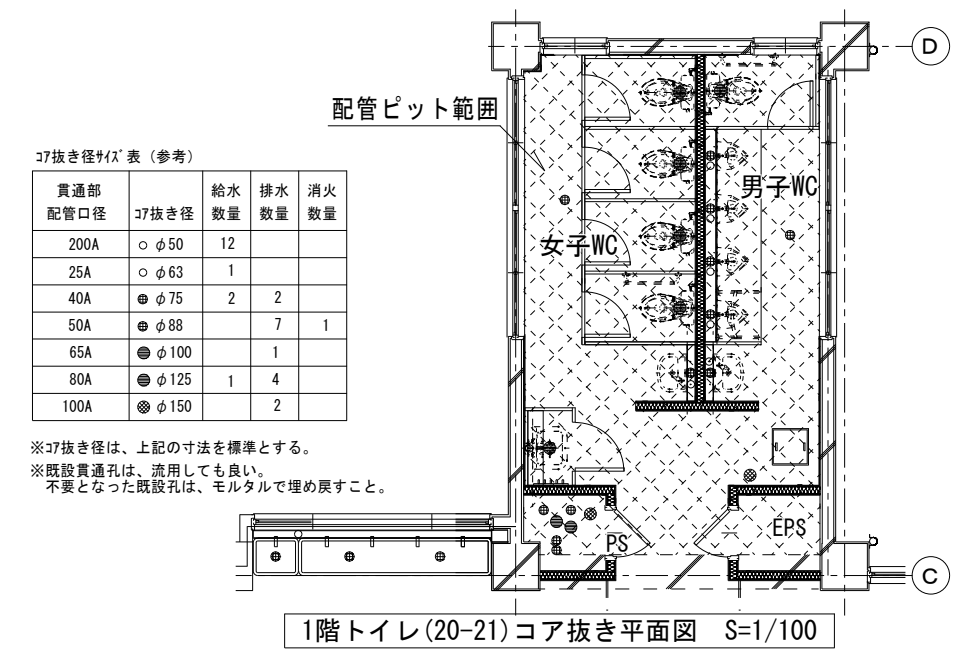 D
配管ピット範囲
コア抜き径サイズ表（参考）
貫通部
配管口径 コア抜き径 給水数量 排水数量 消火数量
200A ○ φ50 12
25A ○ φ63 1
40A φ75 2 2
50A φ88 7 1
65A φ100 1
80A φ125 1 4
100A φ150 2
※コア抜き径は、上記の寸法を標準とする。
※既設貫通孔は、流用しても良い。
不要となった既設孔は、モルタルで埋め戻すこと。
男子WC
女子WC
PS
EPS
C
1階トイレ(20-21)コア抜き平面図 S=1/100